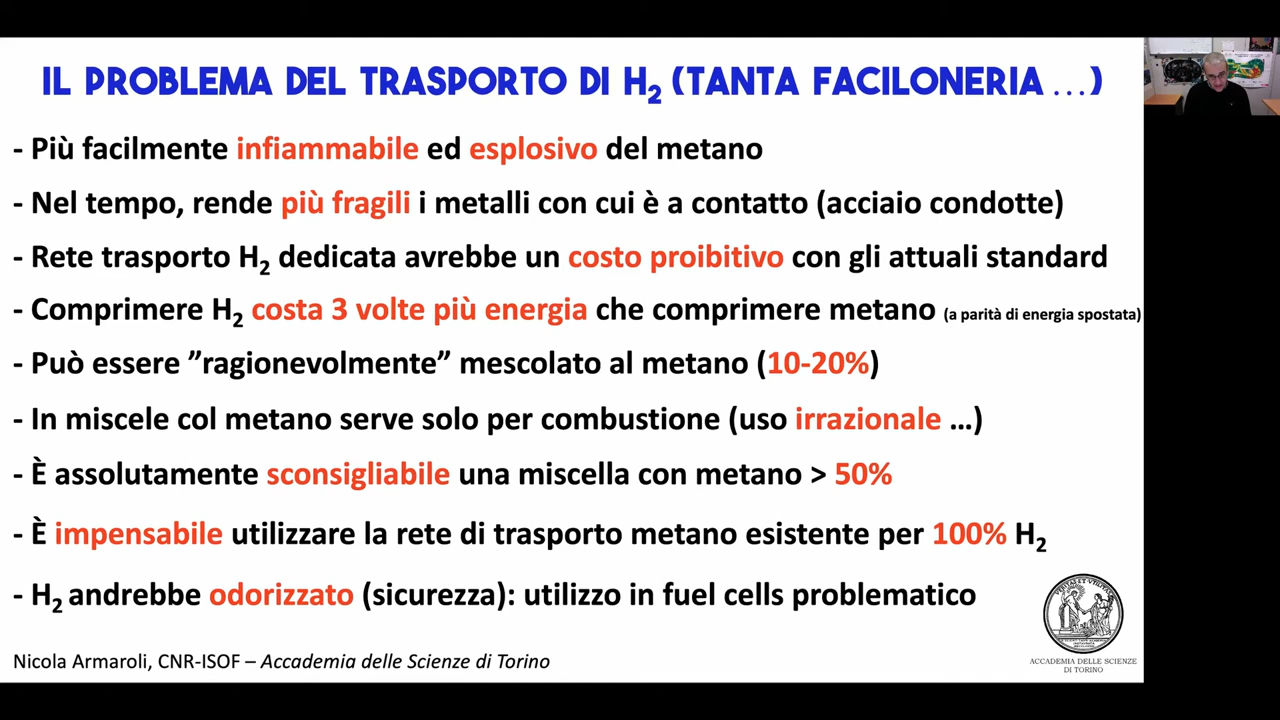 IL PROBLEMA DEL TRASPORTO DI H2 (TANTA FACILONERIA ...)
- Più facilmente infiammabile ed esplosivo del metano
- Nel tempo, rende più fragili i metalli con cui è a contatto (acciaio condotte)
- Rete trasporto H2 dedicata avrebbe un costo proibitivo con gli attuali standard
- Comprimere H2 costa 3 volte più energia che comprimere metano (a parità di energia spostata)
- Può essere ”ragionevolmente” mescolato al metano (10-20%)
- In miscele col metano serve solo per combustione (uso irrazionale …)
- È assolutamente sconsigliabile una miscella con metano > 50%
- È impensabile utilizzare la rete di trasporto metano esistente per 100% H2
- H2 andrebbe odorizzato (sicurezza): utilizzo in fuel cells problematico
Nicola Armaroli, CNR-ISOF – Accademia delle Scienze di Torino
ACCADEMIA DELLE SCIENZE
DI TORINO